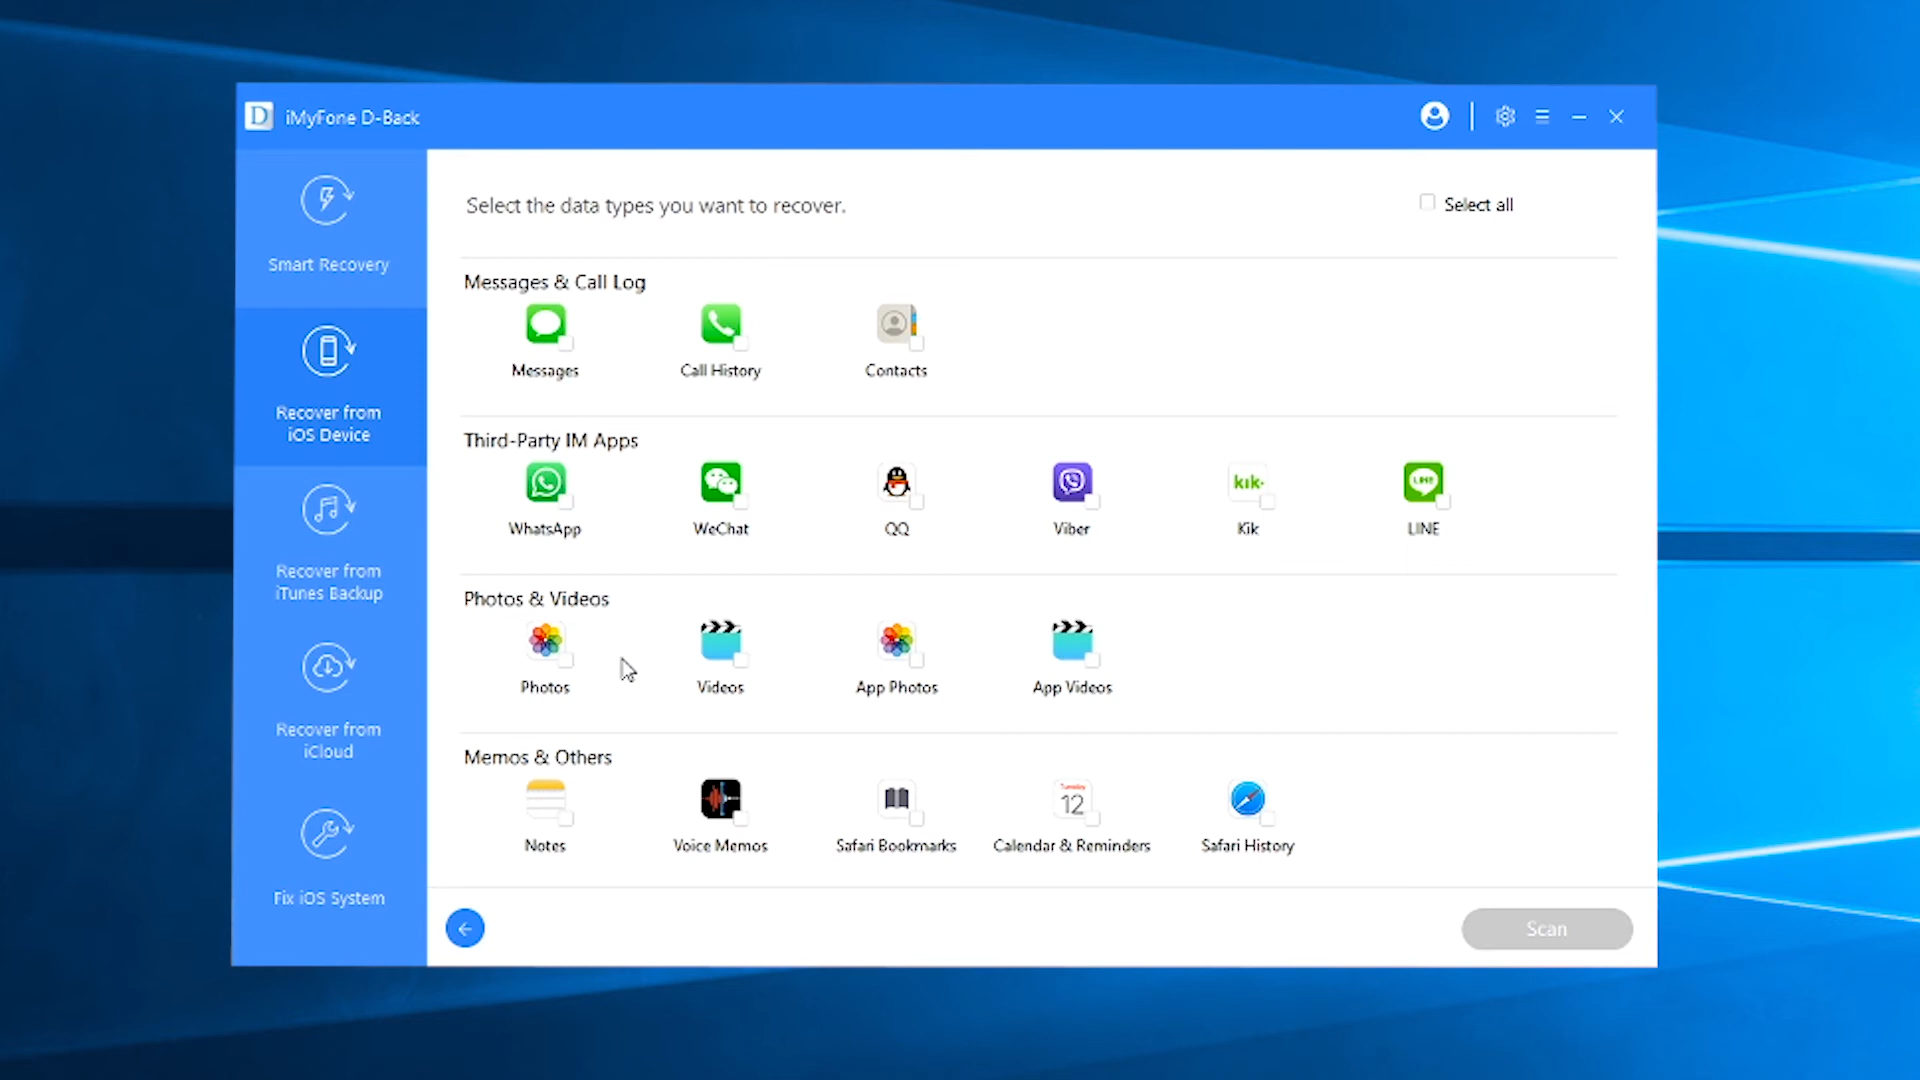 D iMyFone D-Back
Smart Recovery
Recover from
iOS Device
Recover from
iTunes Backup
Recover from
iCloud
Fix iOS System
Select the data types you want to recover.
Select all
Messages & Call Log
Messages Call History Contacts
Third-Party IM Apps
kik·
LINE
WhatsApp WeChat QQ Viber Kik LINE
Photos & Videos
Photos Videos App Photos App Videos
Memos & Others
Tuesday
12
Notes Voice Memos Safari Bookmarks Calendar & Reminders Safari History
Scan